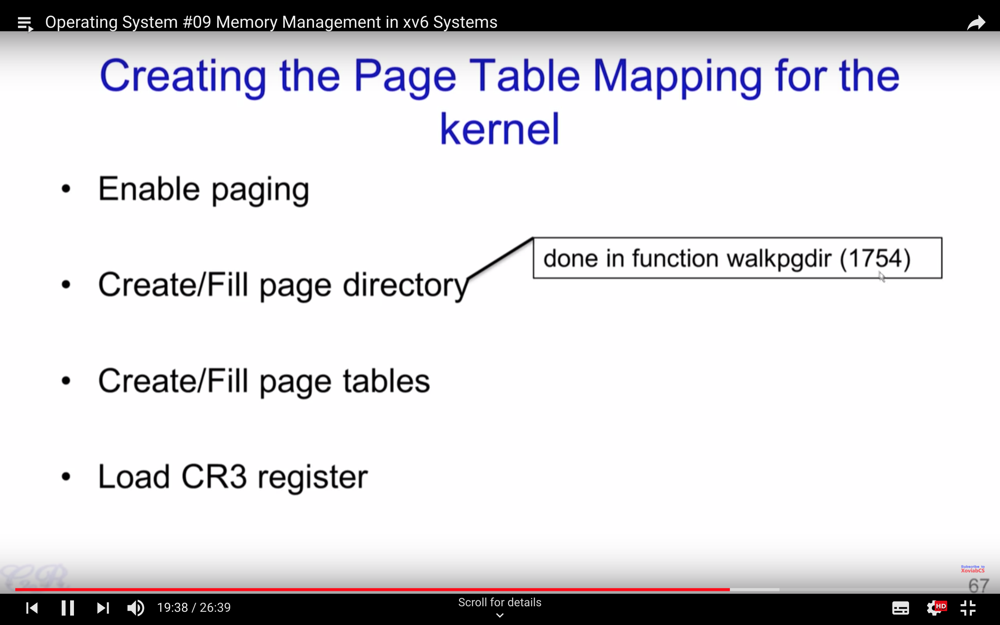 Operating System #09 Memory Management in xv6 Systems
Creating the Page Table Mapping for the
kernel
• Enable paging
done in function walkpgdir (1754)
• Create/Fill page directory
• Create/Fill page tables
• Load CR3 register
Subscribe to
XoviabCS
67
19:38 / 26:39
Scroll for details
HD